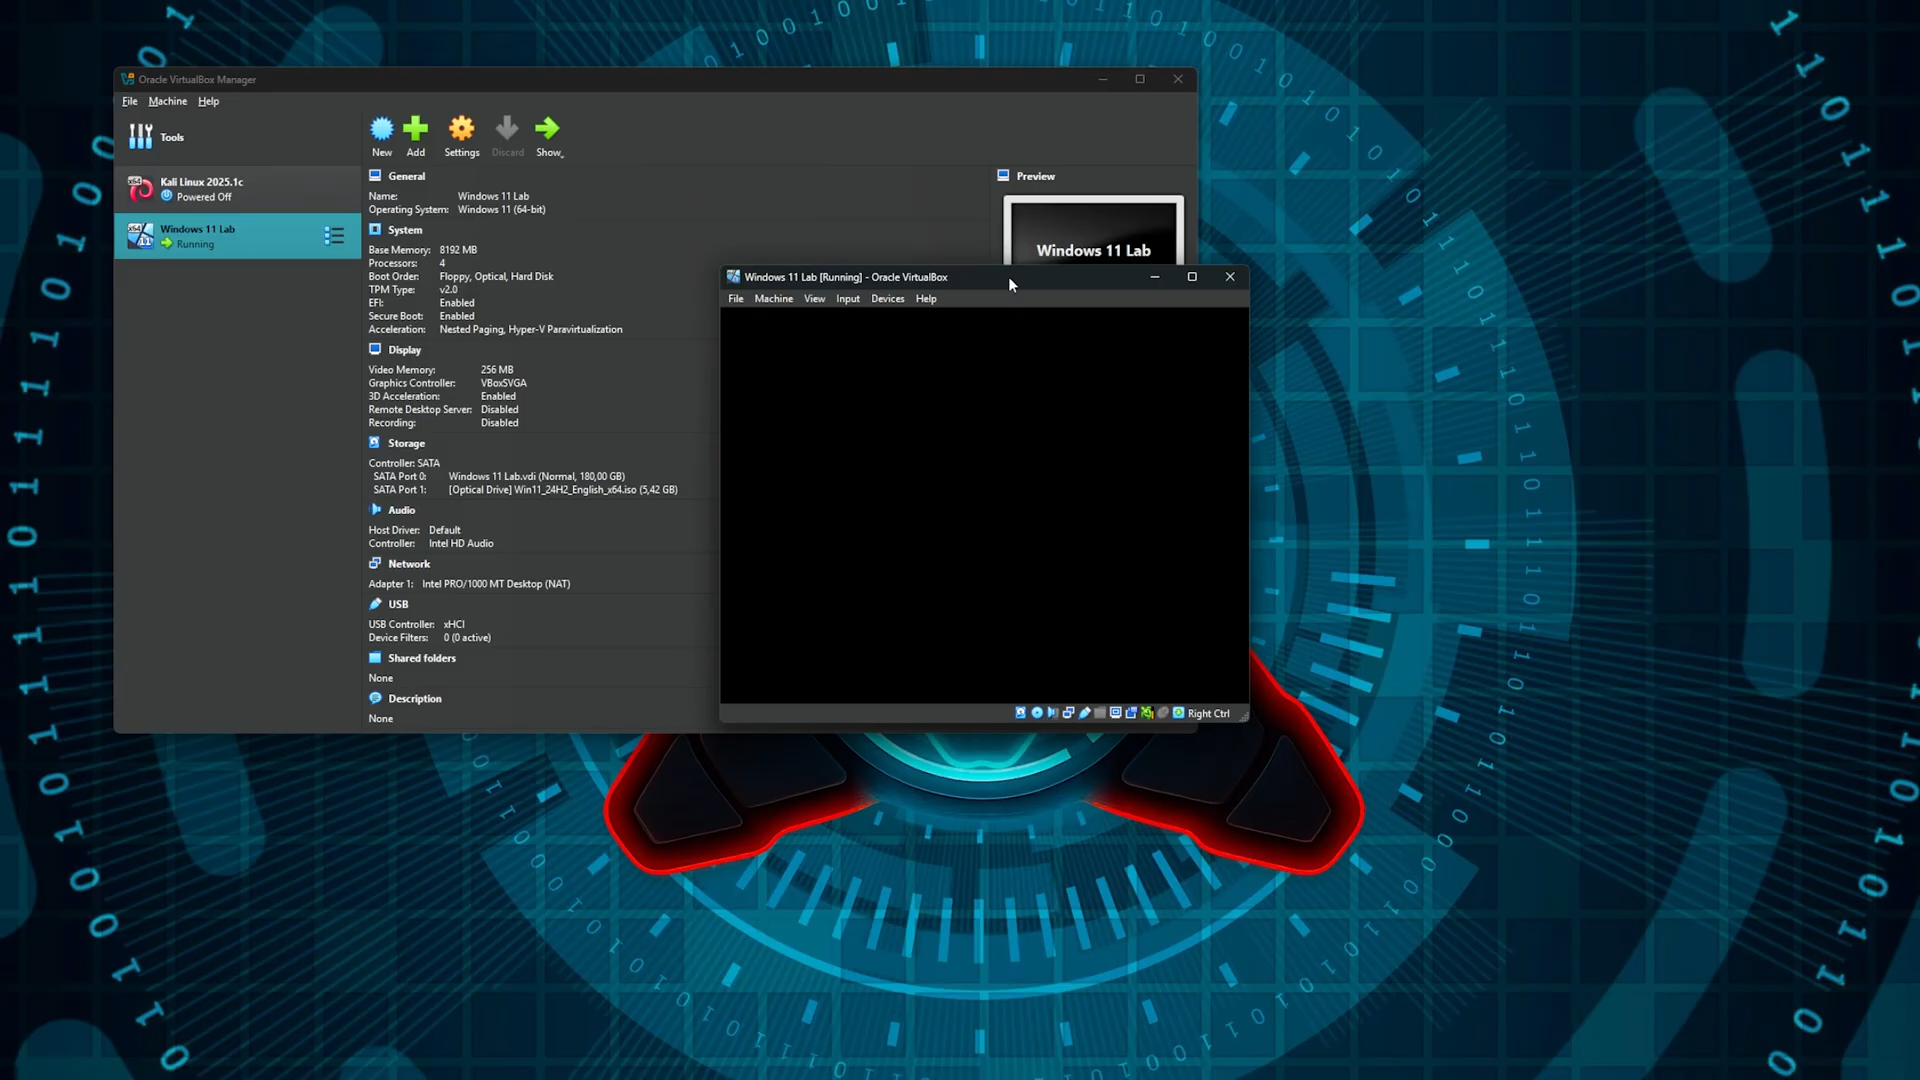 Oracle VirtualBox Manager
File Machine Help
Tools
New Add Settings Discard Show
Kali Linux 2025.1c
Powered Off
Windows 11 Lab
Running
General
Name: Windows 11 Lab
Operating System: Windows 11 (64-bit)
System
Base Memory: 8192 MB
Processors: 4
Boot Order: Floppy, Optical, Hard Disk
TPM Type: v2.0
EFI: Enabled
Secure Boot: Enabled
Acceleration: Nested Paging, Hyper-V Paravirtualization
Display
Video Memory: 256 MB
Graphics Controller: VBoxSVGA
3D Acceleration: Enabled
Remote Desktop Server: Disabled
Recording: Disabled
Storage
Controller: SATA
SATA Port 0: Windows 11 Lab.vdi (Normal, 180,00 GB)
SATA Port 1: [Optical Drive] Win11_24H2_English_x64.iso (5,42 GB)
Audio
Host Driver: Default
Controller: Intel HD Audio
Network
Adapter 1: Intel PRO/1000 MT Desktop (NAT)
USB
USB Controller: xHCI
Device Filters: 0 (0 active)
Shared folders
None
Description
None
Preview
Windows 11 Lab
Windows 11 Lab [Running] - Oracle VirtualBox
File Machine View Input Devices Help
Right Ctrl